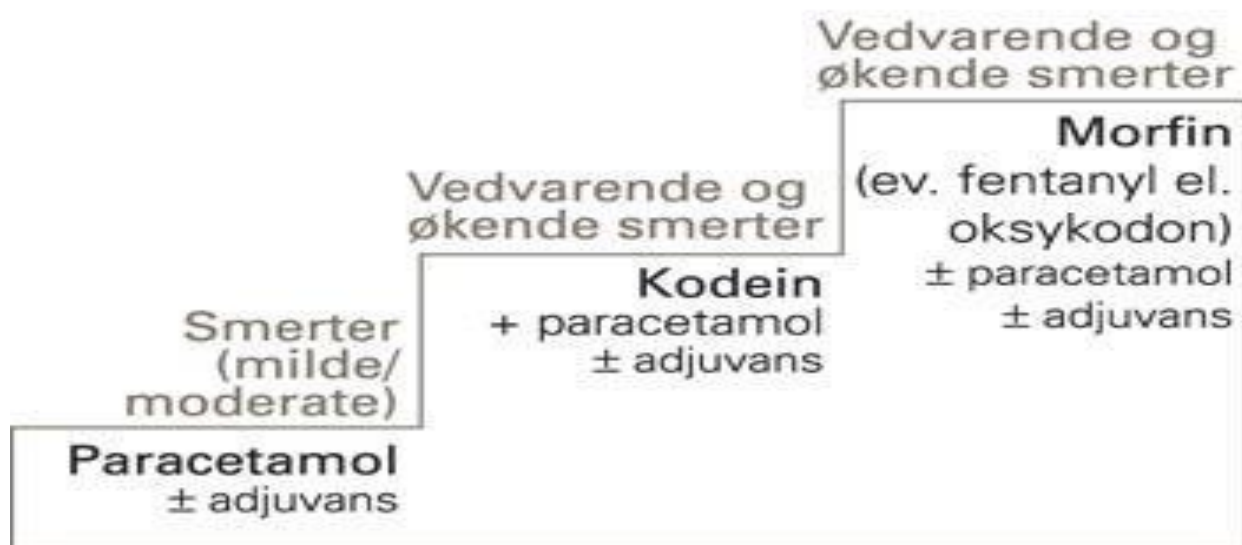 Smerter
(milde/
moderate)
Paracetamol
± adjuvans
Vedvarende og
økende smerter
Kodein
+ paracetamol
± adjuvans
Vedvarende og
økende smerter
Morfin
(ev. fentanyl el.
oksykodon)
± paracetamol
± adjuvans